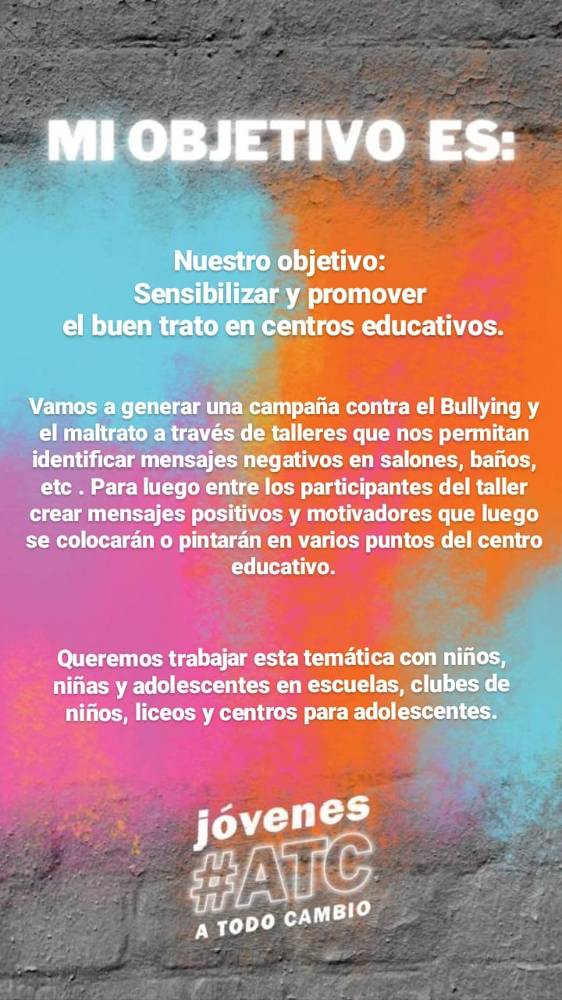 MI OBJETIVO ES:
Nuestro objetivo:
Sensibilizar y promover
el buen trato en centros educativos.
Vamos a generar una campaña contra el Bullying y
el maltrato a través de talleres que nos permitan
identificar mensajes negativos en salones, baños,
etc . Para luego entre los participantes del taller
crear mensajes positivos y motivadores que luego
se colocarán o pintarán en varios puntos del centro
educativo.
Queremos trabajar esta temática con niños,
niñas y adolescentes en escuelas, clubes de
niños, liceos y centros para adolescentes.
jóvenes
#ATC
A TODO CAMBIO